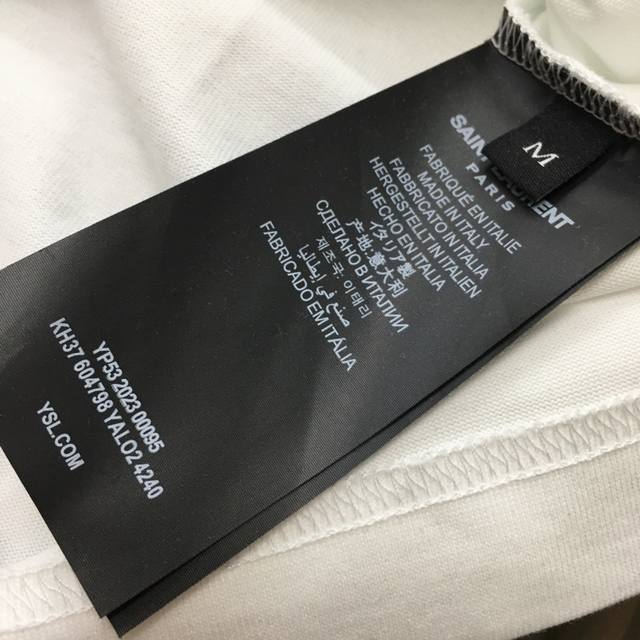 M
SAINT LAURENT
PARIS
FABRIQUÉ EN ITALIE
MADE IN ITALY
FABBRICATO IN ITALIA
HERGESTELLT IN ITALIEN
HECHO EN ITALIA
イタリア製
产地:意大利
СДЕЛАНО В ИТАЛИИ
제조국: 이태리
صنع في إيطاليا
FABRICADO EM ITÁLIA
YP53 2023 00095
KH37 604798 YALO2 4240
YSL.COM